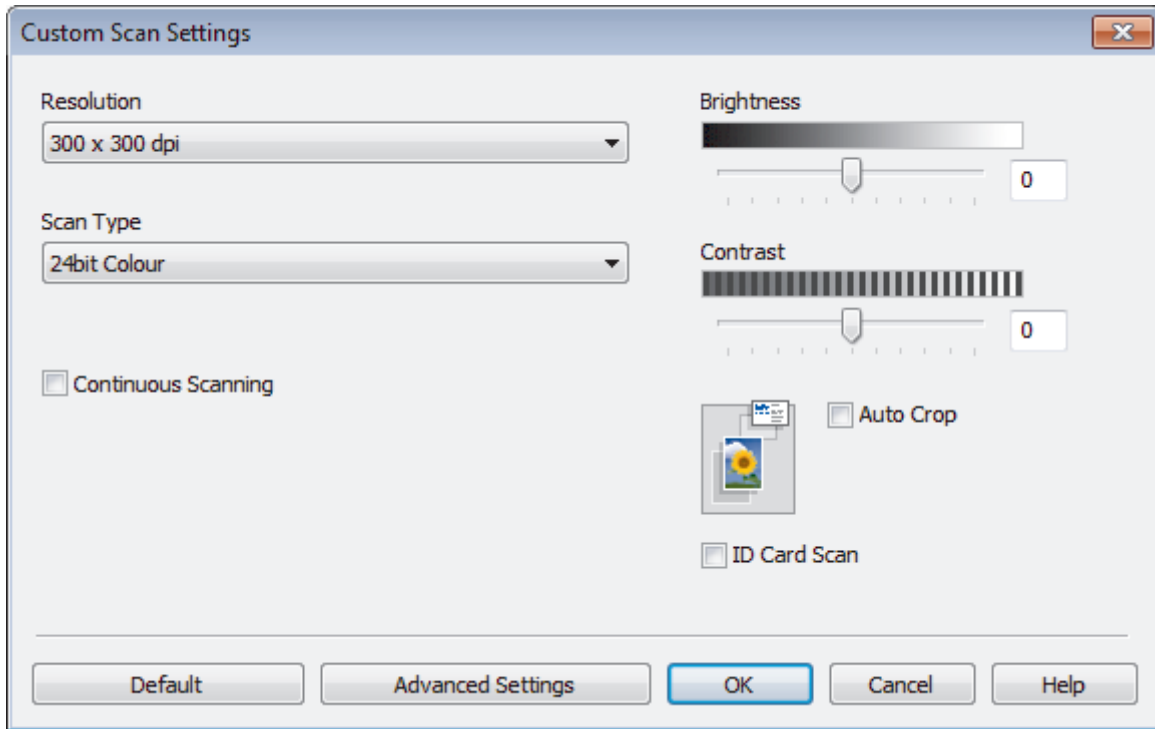 Custom Scan Settings
Resolution
300 x 300 dpi
Scan Type
24bit Colour
Continuous Scanning
Brightness
0
Contrast
0
Auto Crop
ID Card Scan
Default
Advanced Settings
OK
Cancel
Help